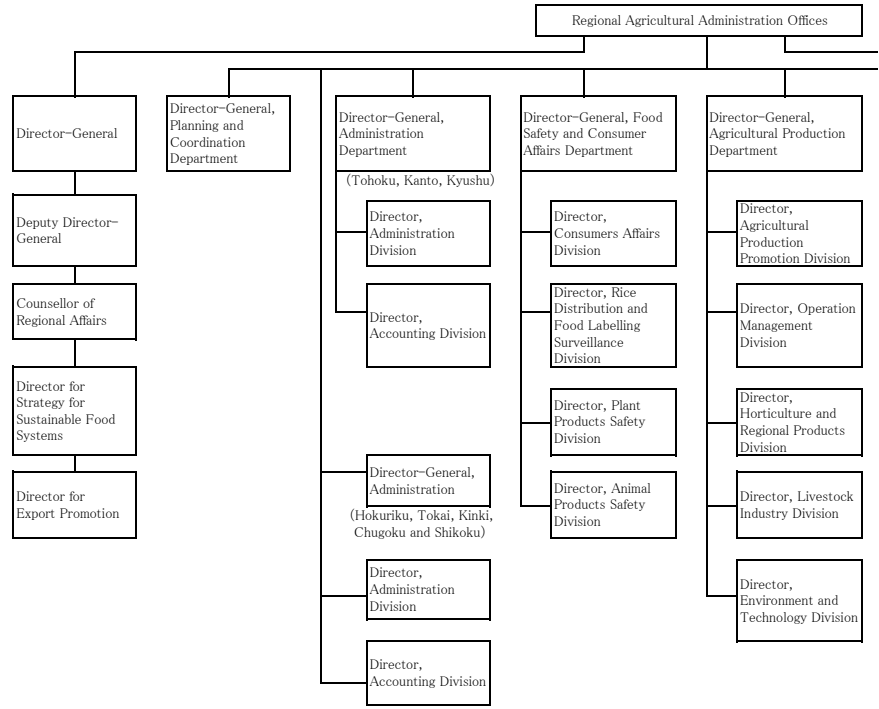 Regional Agricultural Administration Offices
Director-General
Deputy Director-
General
Counsellor of
Regional Affairs
Director for
Strategy for
Sustainable Food
Systems
Director for
Export Promotion
Director-General,
Planning and
Coordination
Department
Director-General,
Administration
Department
(Tohoku, Kanto, Kyushu)
Director,
Administration
Division
Director,
Accounting Division
Director-General,
Administration
(Hokuriku, Tokai, Kinki,
Chugoku and Shikoku)
Director,
Administration
Division
Director,
Accounting Division
Director-General, Food
Safety and Consumer
Affairs Department
Director,
Consumers Affairs
Division
Director, Rice
Distribution and
Food Labelling
Surveillance
Division
Director, Plant
Products Safety
Division
Director, Animal
Products Safety
Division
Director-General,
Agricultural Production
Department
Director,
Agricultural
Production
Promotion Division
Director, Operation
Management
Division
Director,
Horticulture and
Regional Products
Division
Director, Livestock
Industry Division
Director,
Environment and
Technology Division